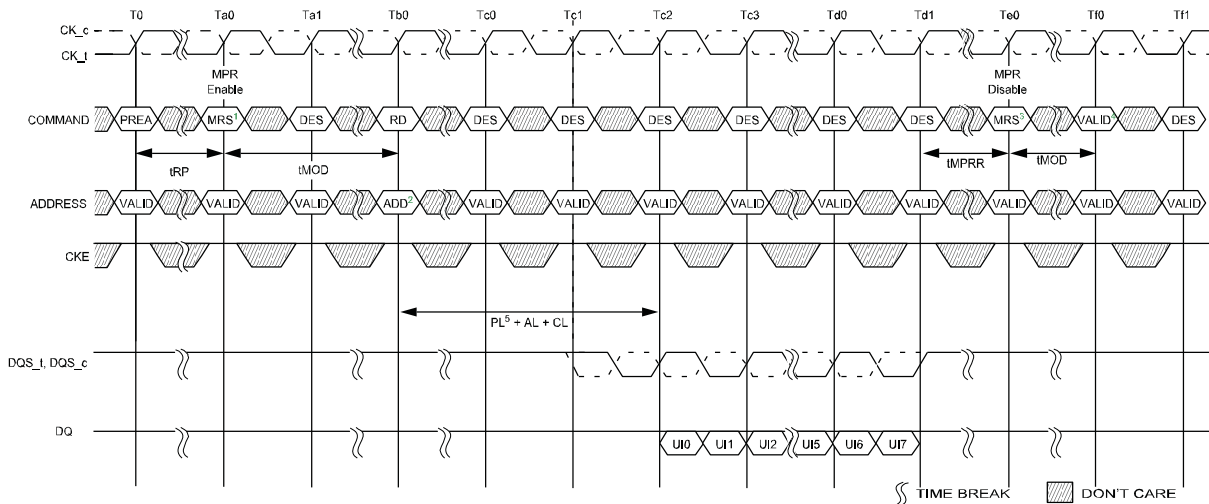 T0 Ta0 Ta1 Tb0 Tc0 Tc1 Tc2 Tc3 Td0 Td1 Te0 Tf0 Tf1
CK_c
CK_t
MPR Enable
MPR Disable
COMMAND PREA MRS1 DES RD DES DES DES DES DES DES MRS3 VALID4 DES
tRP tMOD tMPRR tMOD
ADDRESS VALID VALID VALID ADD2 VALID VALID VALID VALID VALID VALID VALID VALID VALID
CKE
PL5 + AL + CL
DQS_t, DQS_c
DQ UI0 UI1 UI2 UI5 UI6 UI7
TIME BREAK DON'T CARE